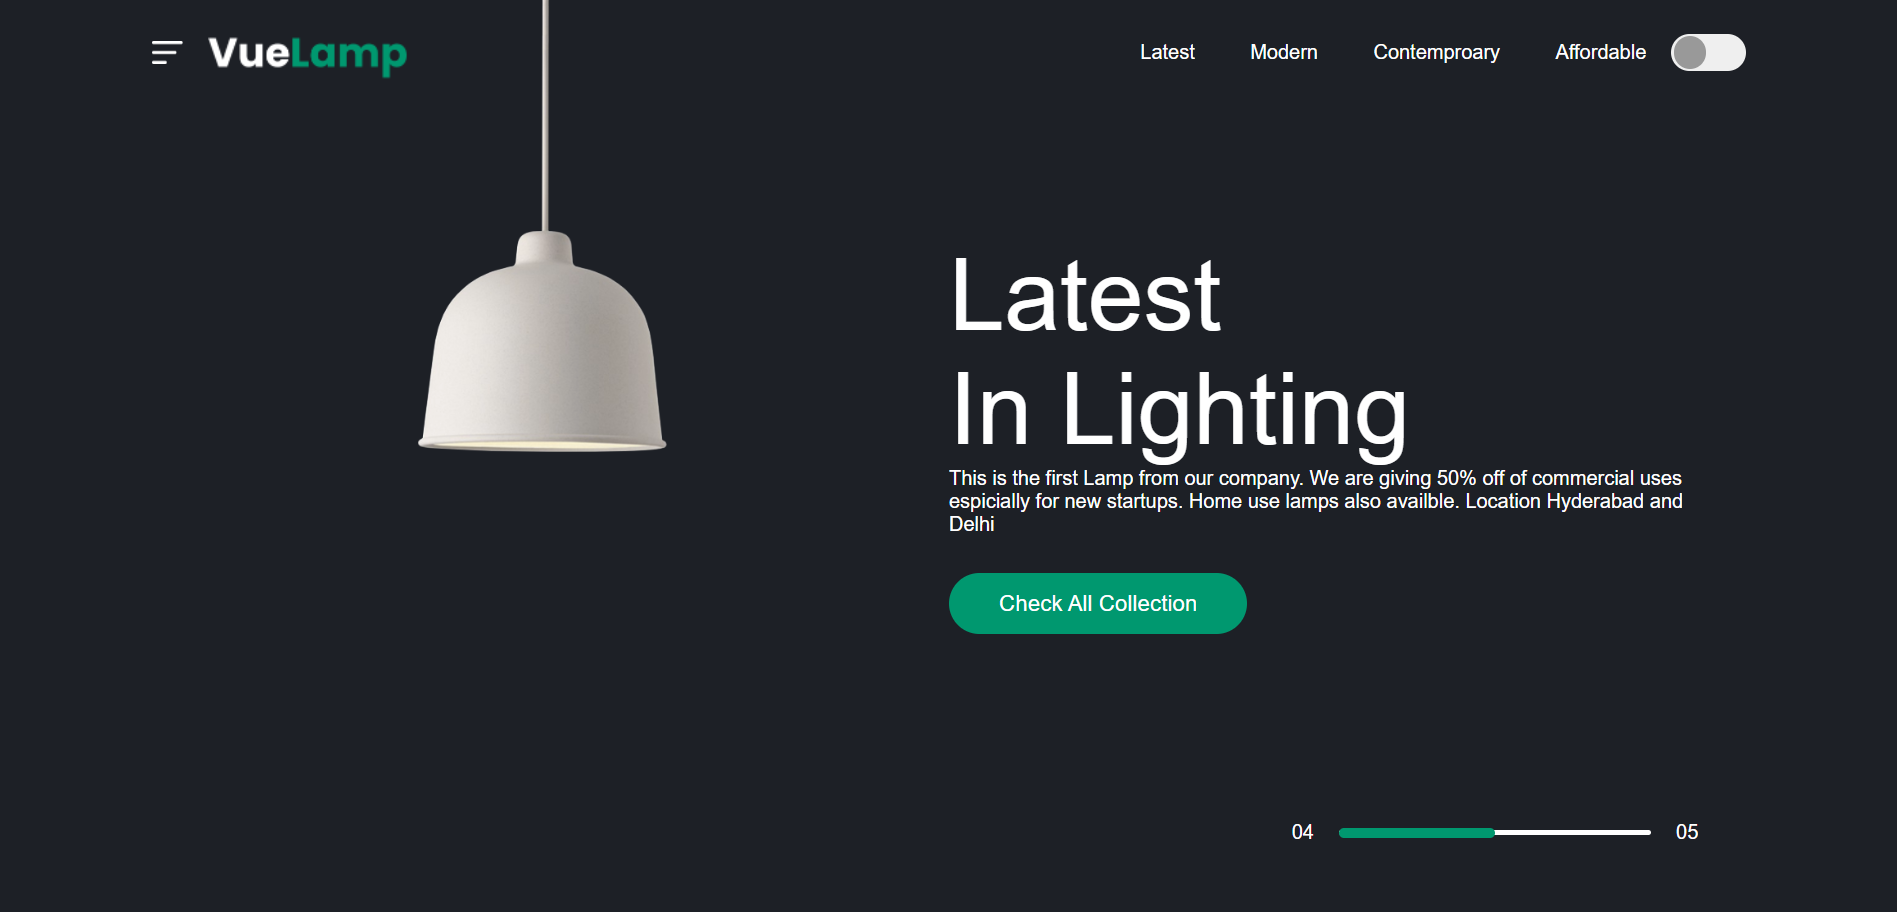 VueLamp
Latest
Modern
Contemproary
Affordable
Latest
In Lighting
This is the first Lamp from our company. We are giving 50% off of commercial uses
espicially for new startups. Home use lamps also availble. Location Hyderabad and
Delhi
Check All Collection
04
05